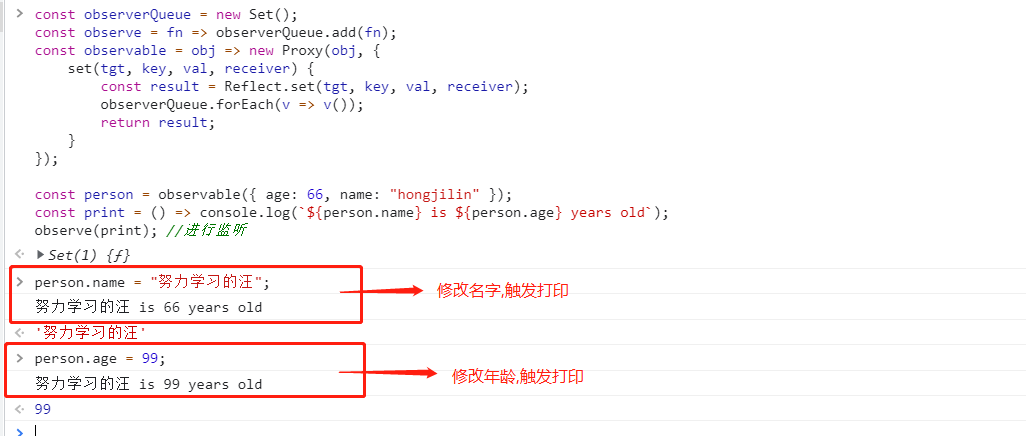 const observerQueue = new Set();
const observe = fn => observerQueue.add(fn);
const observable = obj => new Proxy(obj, {
    set(tgt, key, val, receiver) {
        const result = Reflect.set(tgt, key, val, receiver);
        observerQueue.forEach(v => v());
        return result;
    }
});

const person = observable({ age: 66, name: "hongjilin" });
const print = () => console.log(`${person.name} is ${person.age} years old`);
observe(print); //进行监听
Set(1) {ƒ}
person.name = "努力学习的汪";
修改名字,触发打印
努力学习的汪 is 66 years old
'努力学习的汪'
person.age = 99;
修改年龄,触发打印
努力学习的汪 is 99 years old
99